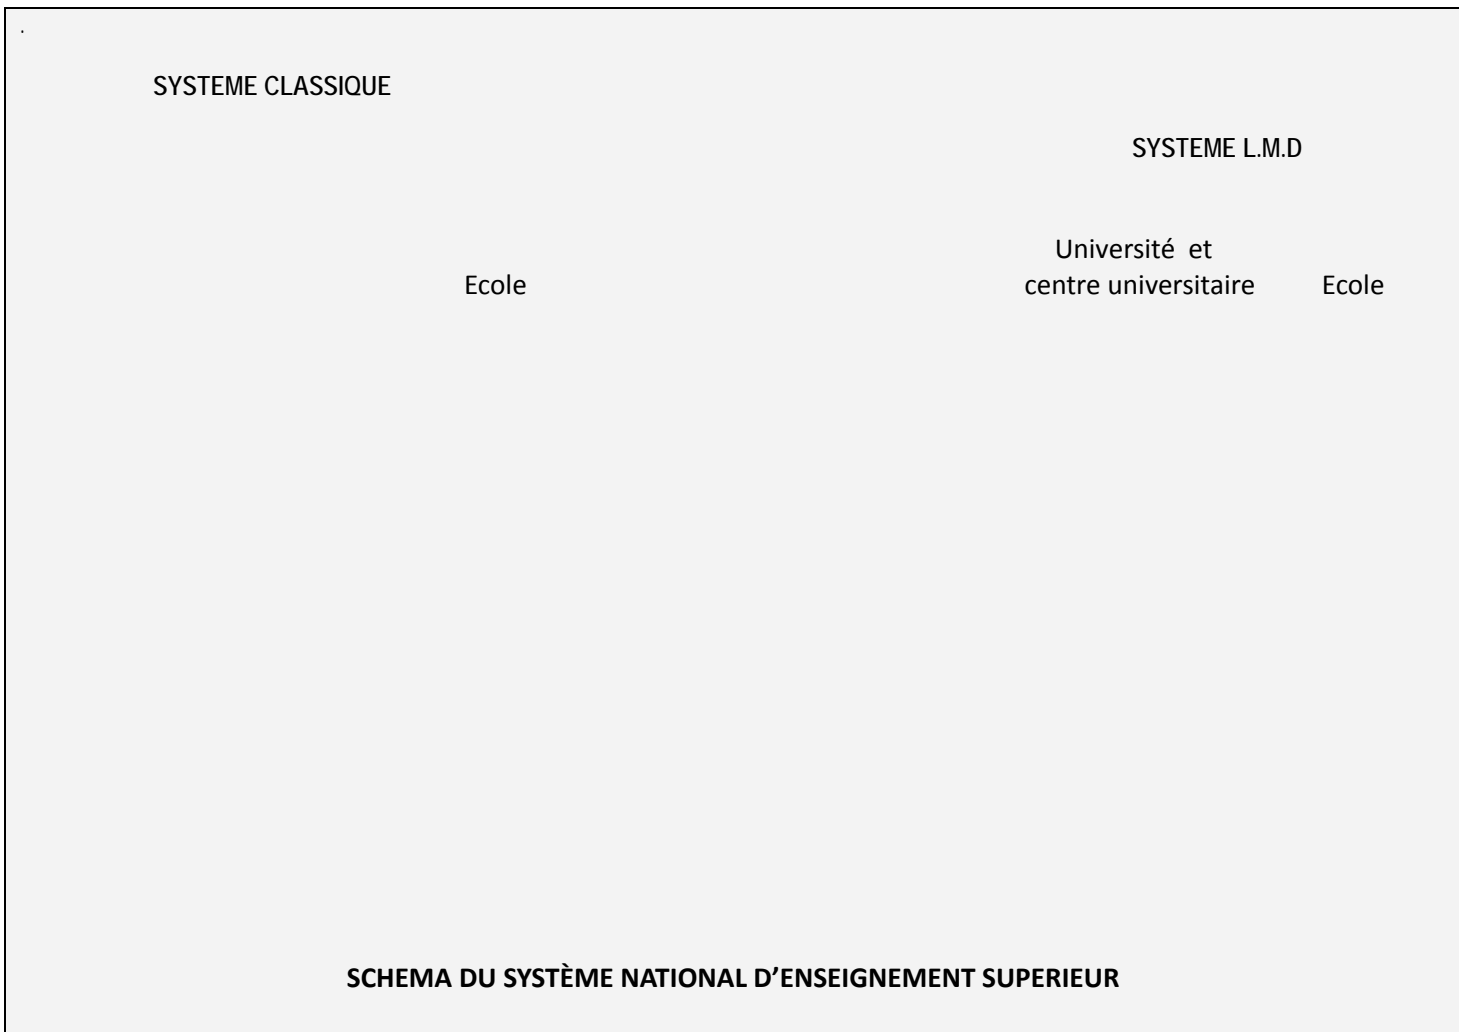 .
SYSTEME CLASSIQUE
SYSTEME L.M.D
Université et
Ecole centre universitaire Ecole
SCHEMA DU SYSTÈME NATIONAL D’ENSEIGNEMENT SUPERIEUR